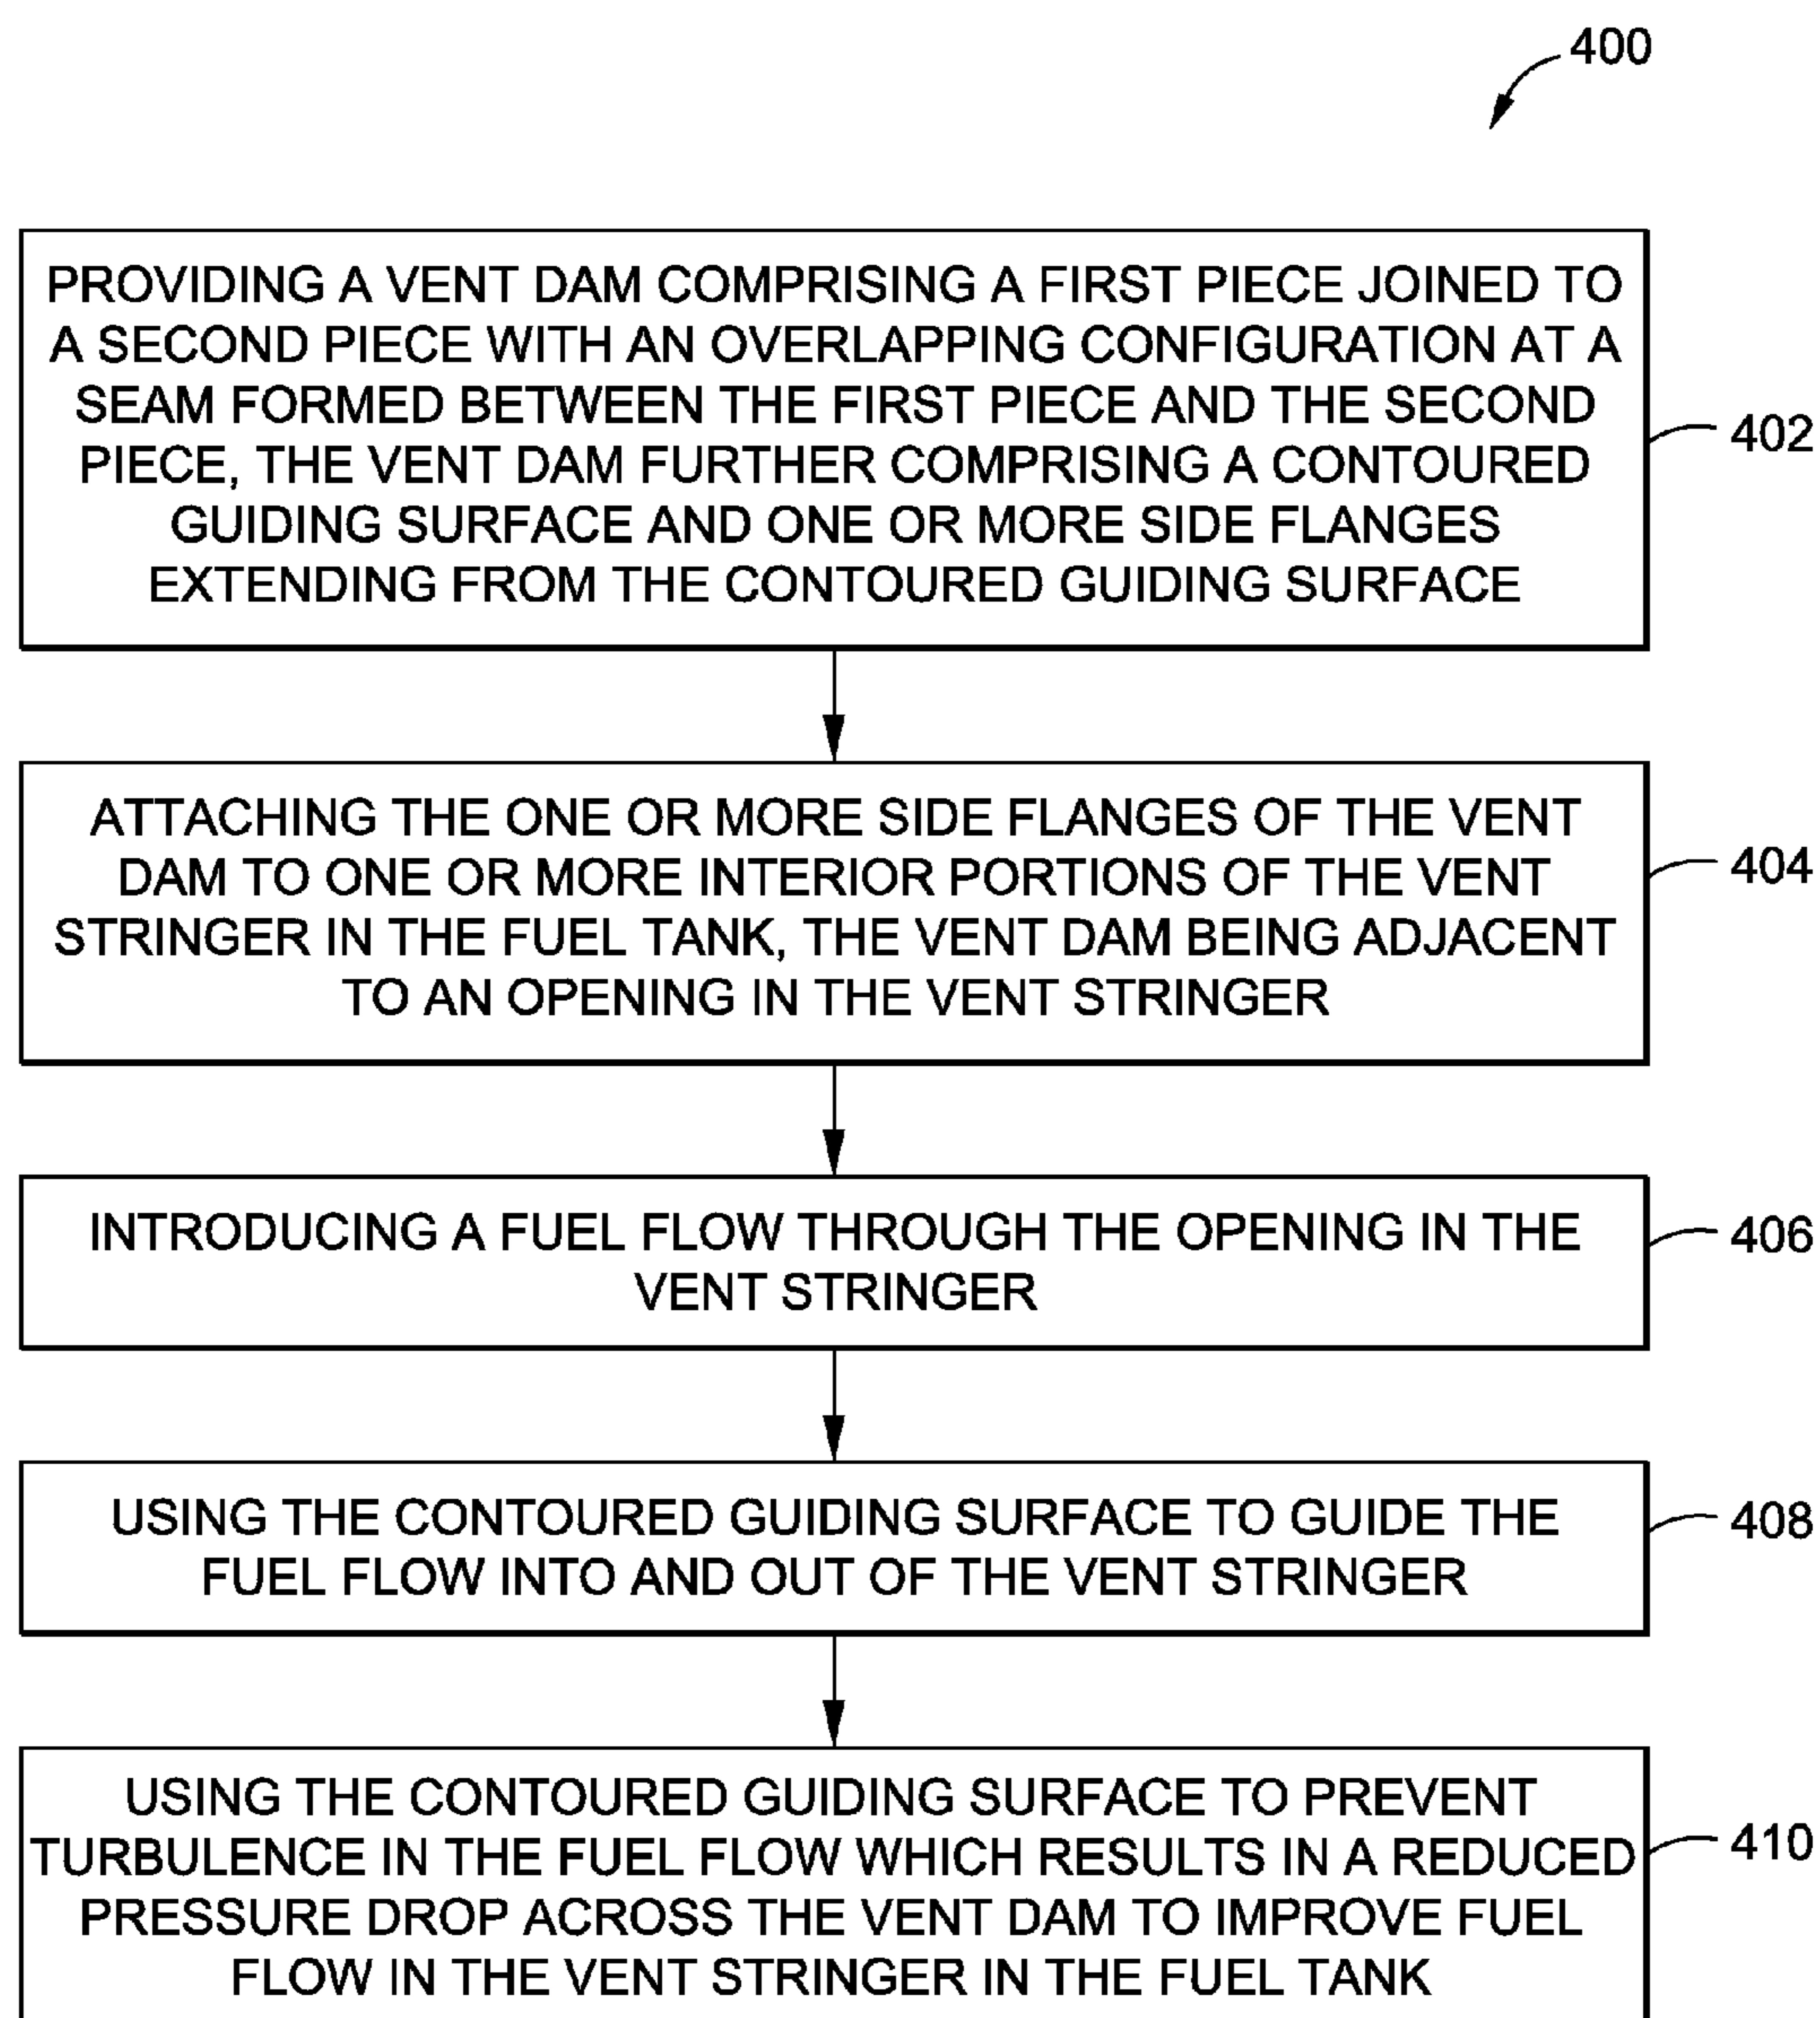 400
PROVIDING A VENT DAM COMPRISING A FIRST PIECE JOINED TO
A SECOND PIECE WITH AN OVERLAPPING CONFIGURATION AT A
SEAM FORMED BETWEEN THE FIRST PIECE AND THE SECOND
PIECE, THE VENT DAM FURTHER COMPRISING A CONTOURED
GUIDING SURFACE AND ONE OR MORE SIDE FLANGES
EXTENDING FROM THE CONTOURED GUIDING SURFACE
402
ATTACHING THE ONE OR MORE SIDE FLANGES OF THE VENT
DAM TO ONE OR MORE INTERIOR PORTIONS OF THE VENT
STRINGER IN THE FUEL TANK, THE VENT DAM BEING ADJACENT
TO AN OPENING IN THE VENT STRINGER
404
INTRODUCING A FUEL FLOW THROUGH THE OPENING IN THE
VENT STRINGER
406
USING THE CONTOURED GUIDING SURFACE TO GUIDE THE
FUEL FLOW INTO AND OUT OF THE VENT STRINGER
408
USING THE CONTOURED GUIDING SURFACE TO PREVENT
TURBULENCE IN THE FUEL FLOW WHICH RESULTS IN A REDUCED
PRESSURE DROP ACROSS THE VENT DAM TO IMPROVE FUEL
FLOW IN THE VENT STRINGER IN THE FUEL TANK
410